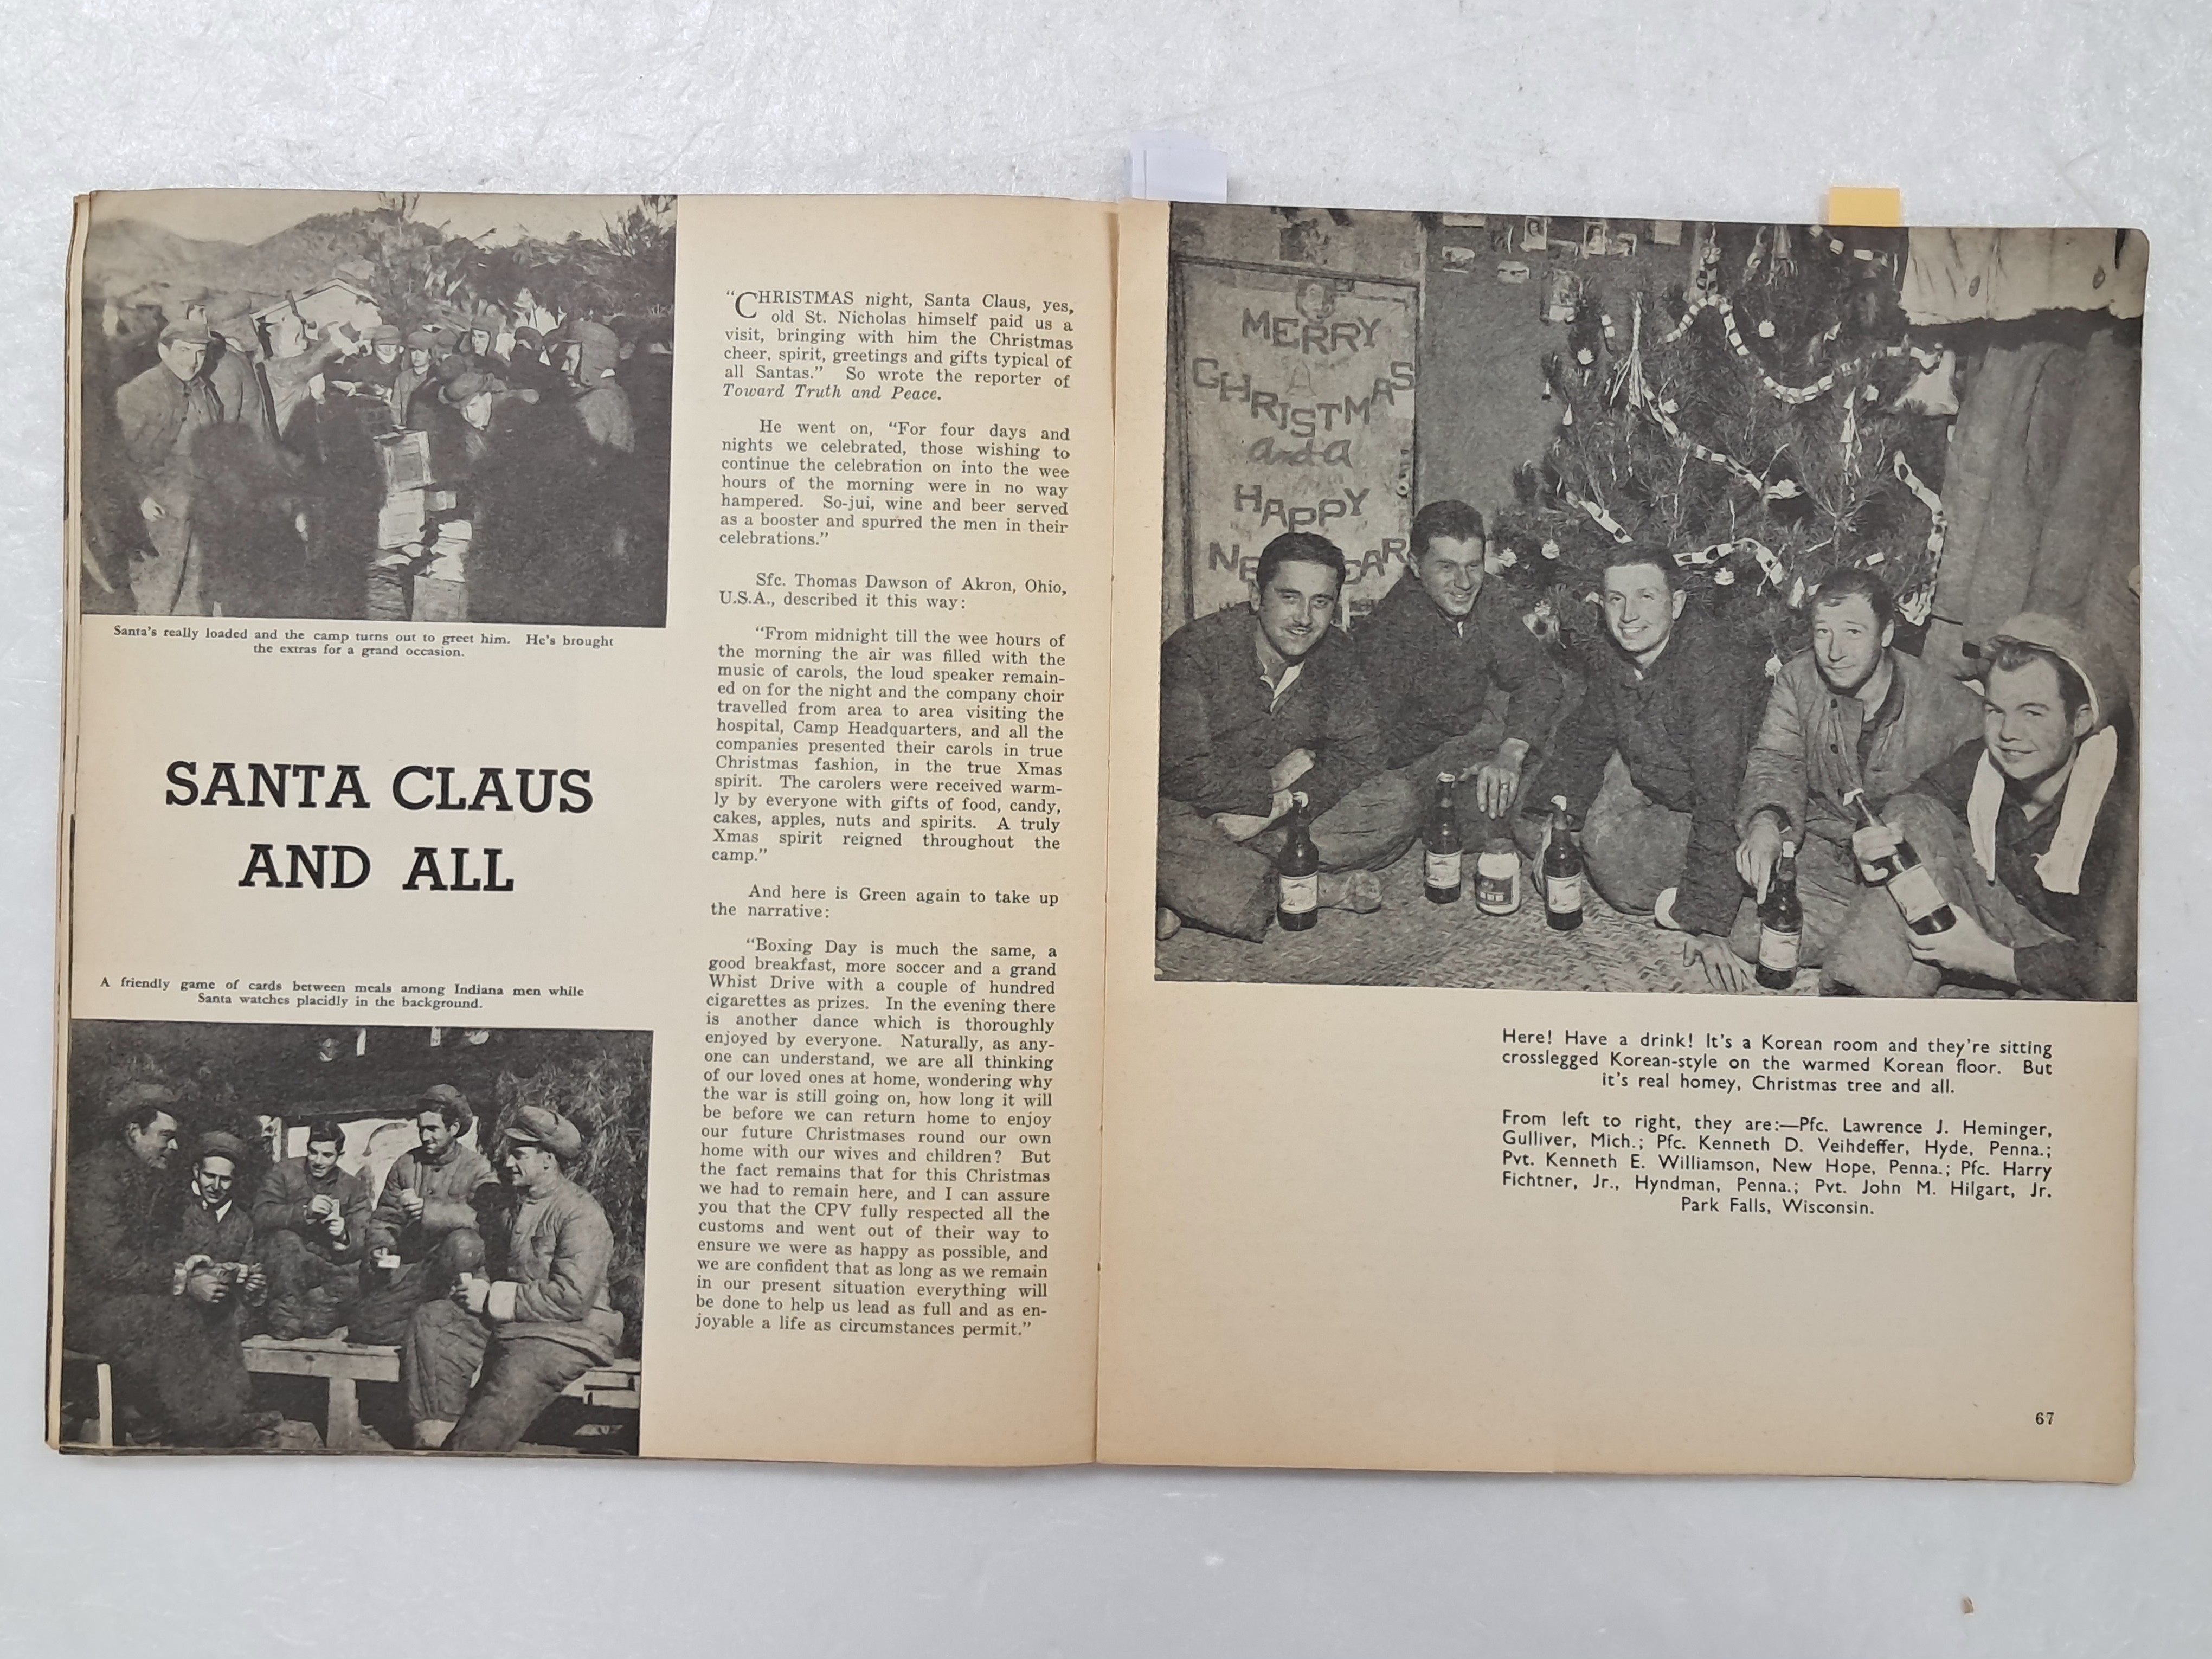 Santa's really loaded and the camp turns out to greet him. He's brought
the extras for a grand occasion.
SANTA CLAUS
AND ALL
A friendly game of cards between meals among Indiana men while
Santa watches placidly in the background.
"CHRISTMAS night, Santa Claus, yes,
old St. Nicholas himself paid us a
visit, bringing with him the Christmas
cheer, spirit, greetings and gifts typical of
all Santas." So wrote the reporter of
Toward Truth and Peace.
He went on, "For four days and
nights we celebrated, those wishing to
continue the celebration on into the wee
hours of the morning were in no way
hampered. So-jui, wine and beer served
as a booster and spurred the men in their
celebrations."
Sfc. Thomas Dawson of Akron, Ohio,
U.S.A., described it this way:
"From midnight till the wee hours of
the morning the air was filled with the
music of carols, the loud speaker remain-
ed on for the night and the company choir
travelled from area to area visiting the
hospital, Camp Headquarters, and all the
companies presented their carols in true
Christmas fashion, in the true Xmas
spirit. The carolers were received warm-
ly by everyone with gifts of food, candy,
cakes, apples, nuts and spirits. A truly
Xmas spirit reigned throughout the
camp."
And here is Green again to take up
the narrative:
"Boxing Day is much the same, a
good breakfast, more soccer and a grand
Whist Drive with a couple of hundred
cigarettes as prizes. In the evening there
is another dance which is thoroughly
enjoyed by everyone. Naturally, as any-
one can understand, we are all thinking
of our loved ones at home, wondering why
the war is still going on, how long it will
be before we can return home to enjoy
our future Christmases round our own
home with our wives and children? But
the fact remains that for this Christmas
we had to remain here, and I can assure
you that the CPV fully respected all the
customs and went out of their way to
ensure we were as happy as possible, and
we are confident that as long as we remain
in our present situation everything will
be done to help us lead as full and as en-
joyable a life as circumstances permit."
MERRY
A
CHRISTMAS
and a
HAPPY
Here! Have a drink! It's a Korean room and they're sitting
crosslegged Korean-style on the warmed Korean floor. But
it's real homey, Christmas tree and all.
From left to right, they are:—Pfc. Lawrence J. Heminger,
Gulliver, Mich.; Pfc. Kenneth D. Veihdeffer, Hyde, Penna.;
Pvt. Kenneth E. Williamson, New Hope, Penna.; Pfc. Harry
Fichtner, Jr., Hyndman, Penna.; Pvt. John M. Hilgart, Jr.
Park Falls, Wisconsin.
67